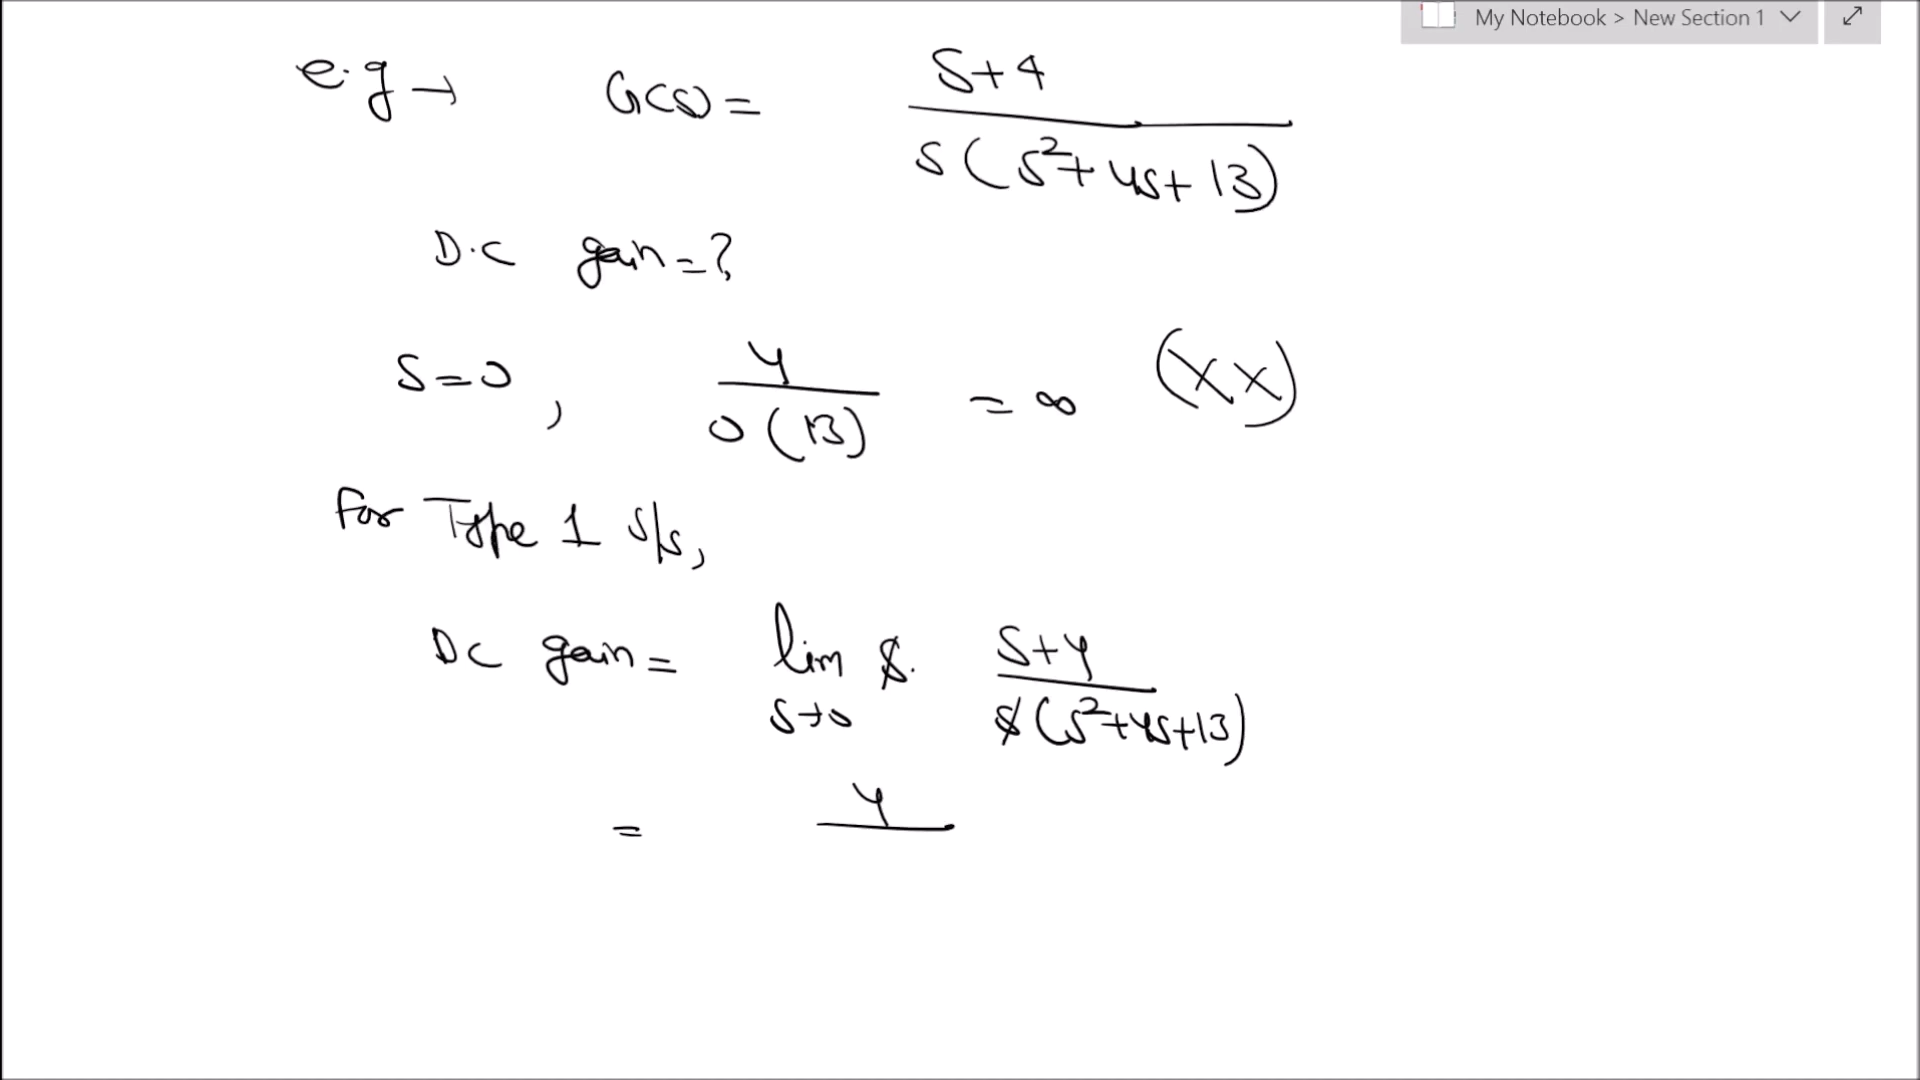 My Notebook > New Section 1
e.g → G(s) = S+4 / s(s²+4s+13)
D.C gain = ?
S=0, 4 / 0(13) = ∞ (XX)
For Type 1 s/s,
DC gain = lim s→0 s. S+4 / s(s²+4s+13)
= 4